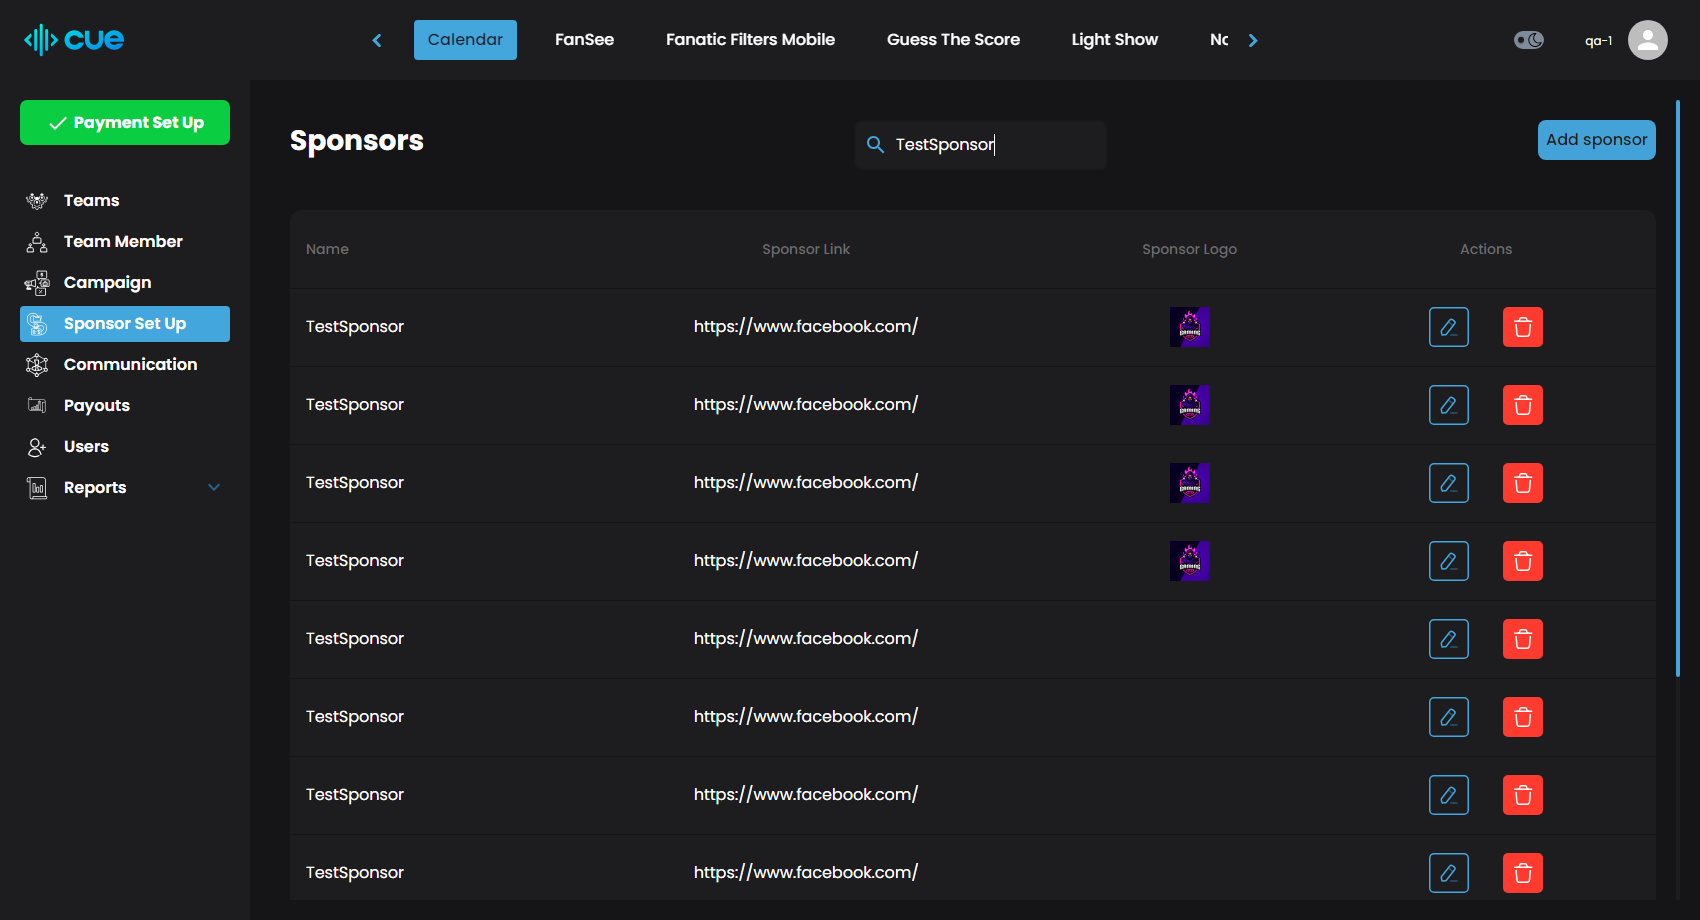 cue
Calendar
FanSee
Fanatic Filters Mobile
Guess The Score
Light Show
qa-1
Payment Set Up
Teams
Team Member
Campaign
Sponsor Set Up
Communication
Payouts
Users
Reports
Sponsors
TestSponsor
Add sponsor
Name Sponsor Link Sponsor Logo Actions
TestSponsor https://www.facebook.com/ GAMING
TestSponsor https://www.facebook.com/ GAMING
TestSponsor https://www.facebook.com/ GAMING
TestSponsor https://www.facebook.com/ GAMING
TestSponsor https://www.facebook.com/
TestSponsor https://www.facebook.com/
TestSponsor https://www.facebook.com/
TestSponsor https://www.facebook.com/